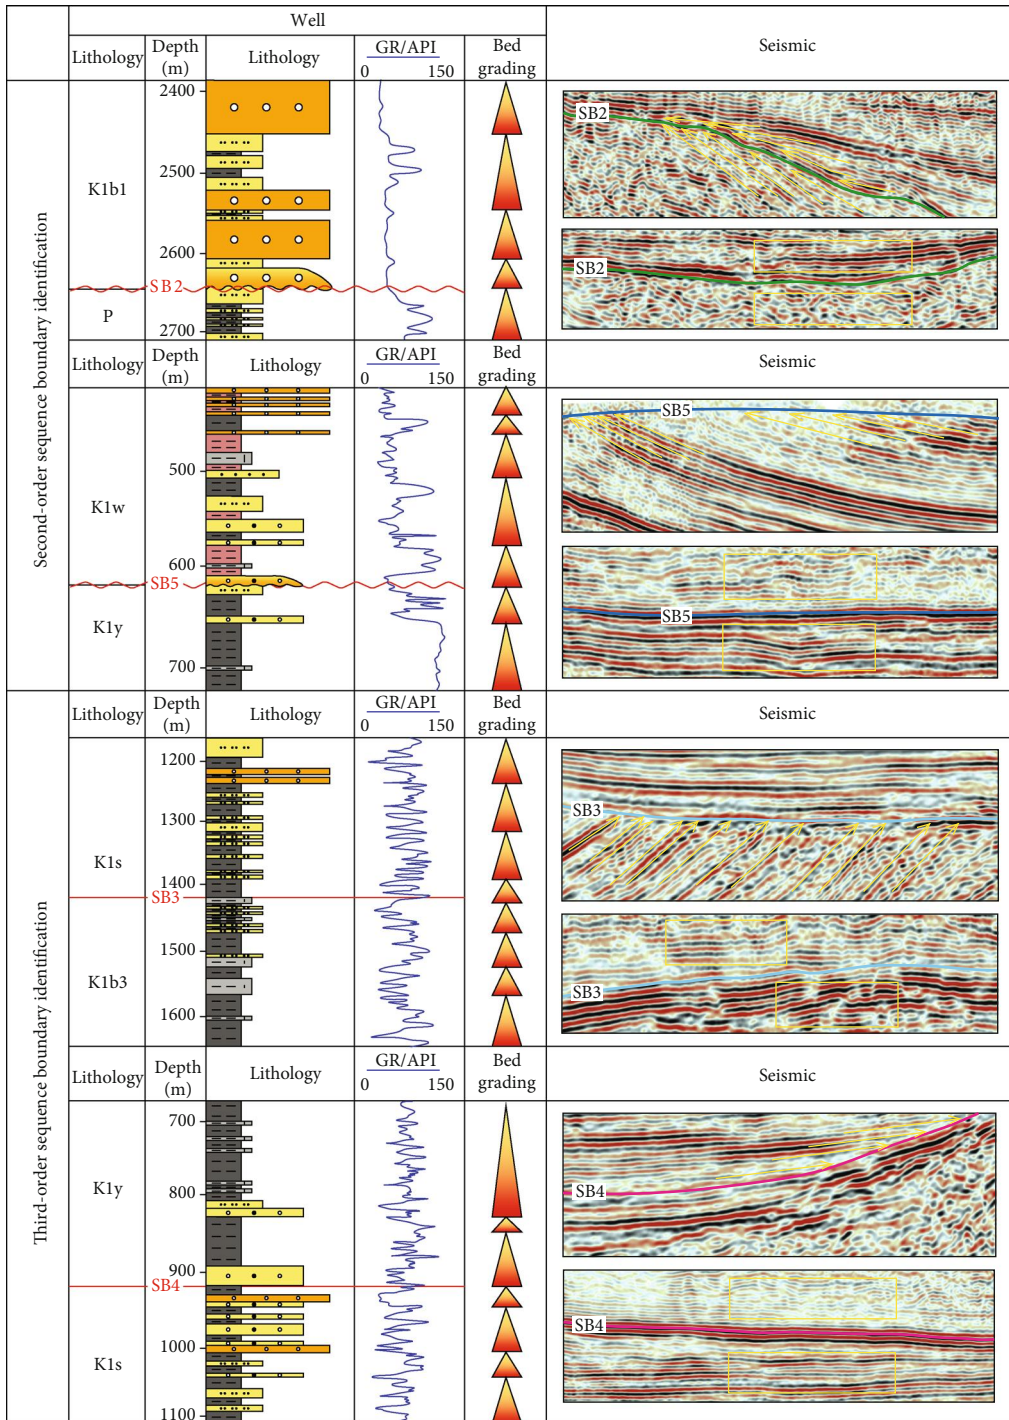 Well
Lithology
Depth
(m)
Lithology
GR/API
0 150
Bed
grading
Seismic
Second-order sequence boundary identification
2400
2500
2600
2700
K1b1
SB2
P
SB2
SB2
Lithology
Depth
(m)
Lithology
GR/API
0 150
Bed
grading
Seismic
500
600
700
K1w
SB5
K1y
SB5
SB5
Third-order sequence boundary identification
Lithology
Depth
(m)
Lithology
GR/API
0 150
Bed
grading
Seismic
1200
1300
1400
1500
1600
K1s
SB3
K1b3
SB3
SB3
Lithology
Depth
(m)
Lithology
GR/API
0 150
Bed
grading
Seismic
700
800
900
1000
1100
K1y
SB4
K1s
SB4
SB4